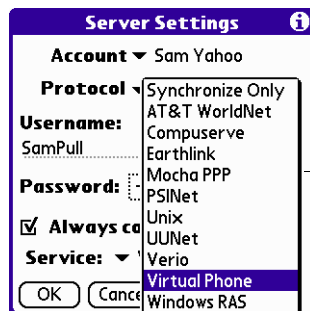 Server Settings
Account Sam Yahoo
Protocol
Synchronize Only
AT&T WorldNet
Compuserve
Username:
Earthlink
SamPull
Mocha PPP
Password:
PSINet
Unix
Always
UUNet
Service:
Verio
Virtual Phone
OK
Windows RAS